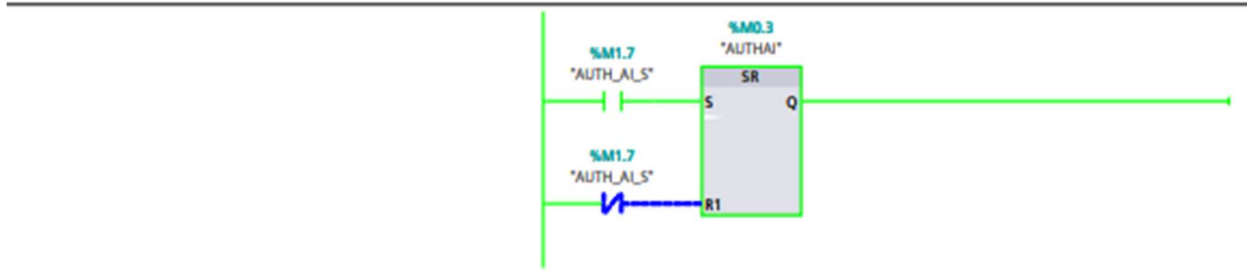 %M0.3
"AUTHAI"
%M1.7
"AUTH_AI_S"
SR
S
Q
%M1.7
"AUTH_AI_S"
R1